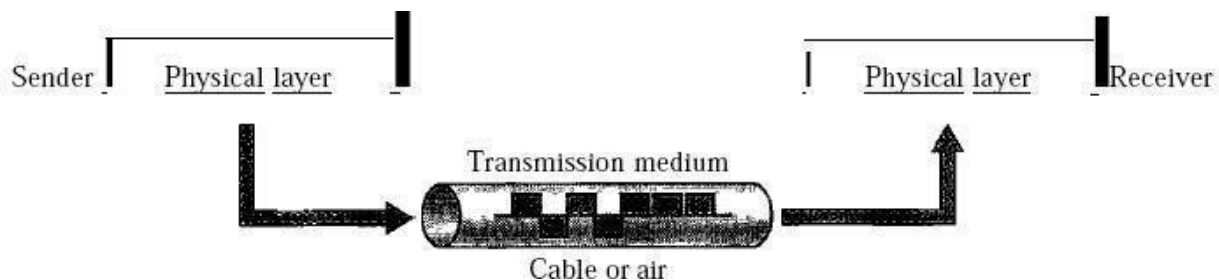 Sender Physical layer Physical layer Receiver
Transmission medium
Cable or air